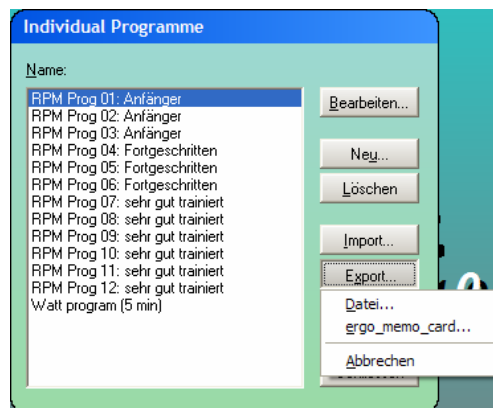 Individual Programme
Name:
RPM Prog 01: Anfänger
RPM Prog 02: Anfänger
RPM Prog 03: Anfänger
RPM Prog 04: Fortgeschritten
RPM Prog 05: Fortgeschritten
RPM Prog 06: Fortgeschritten
RPM Prog 07: sehr gut trainiert
RPM Prog 08: sehr gut trainiert
RPM Prog 09: sehr gut trainiert
RPM Prog 10: sehr gut trainiert
RPM Prog 11: sehr gut trainiert
RPM Prog 12: sehr gut trainiert
Watt program (5 min)
Bearbeiten...
Neu...
Löschen
Import...
Export...
Datei...
ergo_memo_card...
Abbrechen